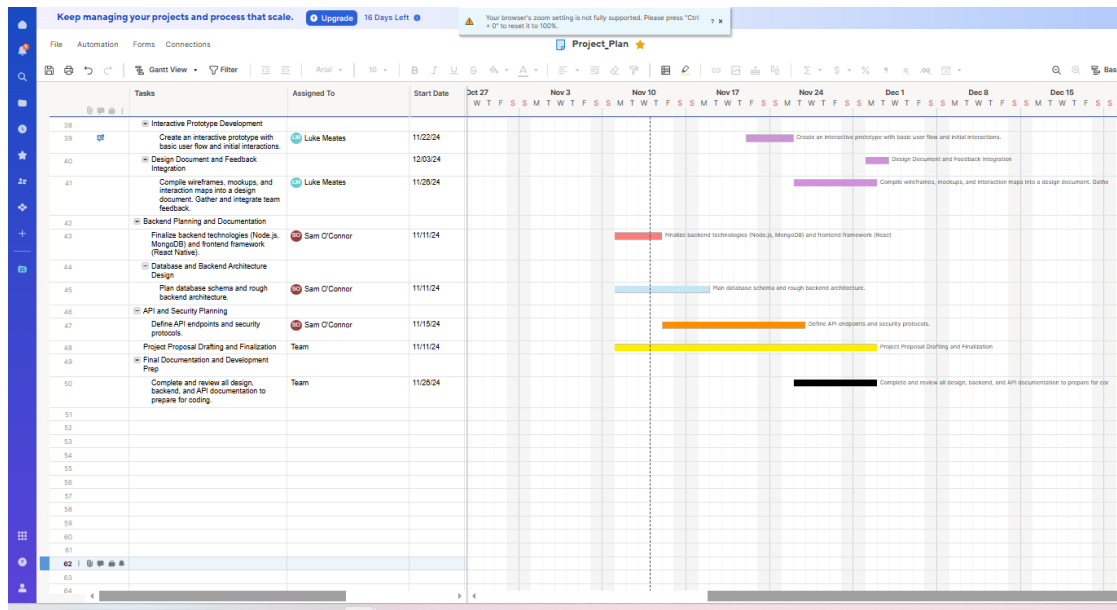 Keep managing your projects and process that scale. Upgrade 16 Days Left
Your browser's zoom setting is not fully supported. Please press "Ctrl
+ 0" to reset it to 100%.
? x
File Automation Forms Connections
Project_Plan
Gantt View Filter Arial 10 B I U S A Σ $ % ¶ .0 .00 Bas
Tasks Assigned To Start Date
Oct 27 Nov 3 Nov 10 Nov 17 Nov 24 Dec 1 Dec 8 Dec 15
W T F S S M T W T F S S M T W T F S S M T W T F S S M T W T F S S M T W T F S S M T W T F S S M T W T F S S
38 Interactive Prototype Development
39 Create an interactive prototype with LM Luke Meates 11/22/24 Create an interactive prototype with basic user flow and initial interactions.
basic user flow and initial interactions.
40 Design Document and Feedback 12/03/24 Design Document and Feedback Integration
Integration
41 Compile wireframes, mockups, and LM Luke Meates 11/26/24 Compile wireframes, mockups, and interaction maps into a design document. Gathe
interaction maps into a design
document. Gather and integrate team
feedback.
42 Backend Planning and Documentation
43 Finalize backend technologies (Node.js, SO Sam O'Connor 11/11/24 Finalize backend technologies (Node.js, MongoDB) and frontend framework (React
MongoDB) and frontend framework
(React Native).
44 Database and Backend Architecture
Design
45 Plan database schema and rough SO Sam O'Connor 11/11/24 Plan database schema and rough backend architecture.
backend architecture.
46 API and Security Planning
47 Define API endpoints and security SO Sam O'Connor 11/15/24 Define API endpoints and security protocols.
protocols.
48 Project Proposal Drafting and Finalization Team 11/11/24 Project Proposal Drafting and Finalization
49 Final Documentation and Development
Prep
50 Complete and review all design, Team 11/26/24 Complete and review all design, backend, and API documentation to prepare for coc
backend, and API documentation to
prepare for coding.
51
52
53
54
55
56
57
58
59
60
61
62
63
64